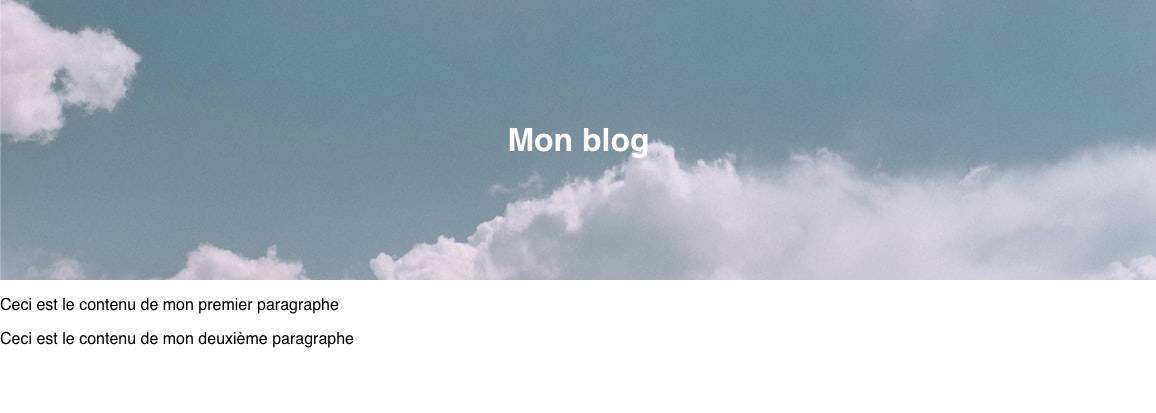 Mon blog
Ceci est le contenu de mon premier paragraphe
Ceci est le contenu de mon deuxième paragraphe